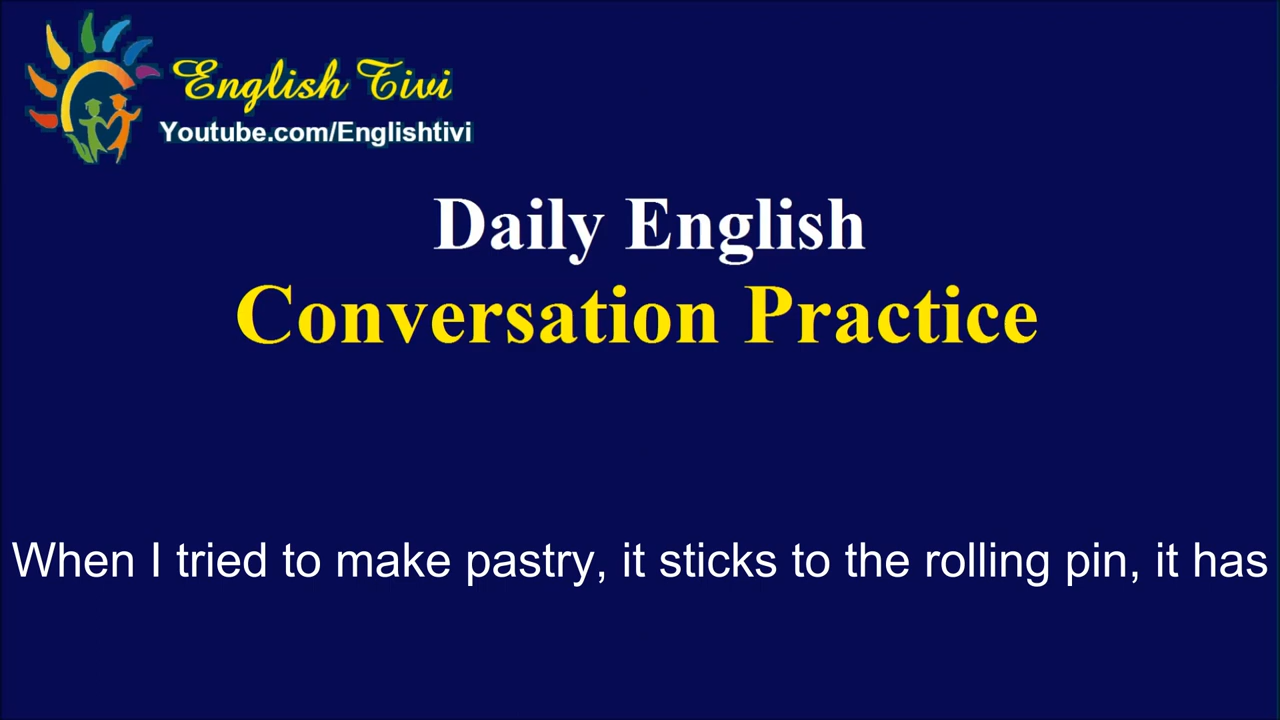 English Tivi
Youtube.com/Englishtivi
Daily English
Conversation Practice
When I tried to make pastry, it sticks to the rolling pin, it has